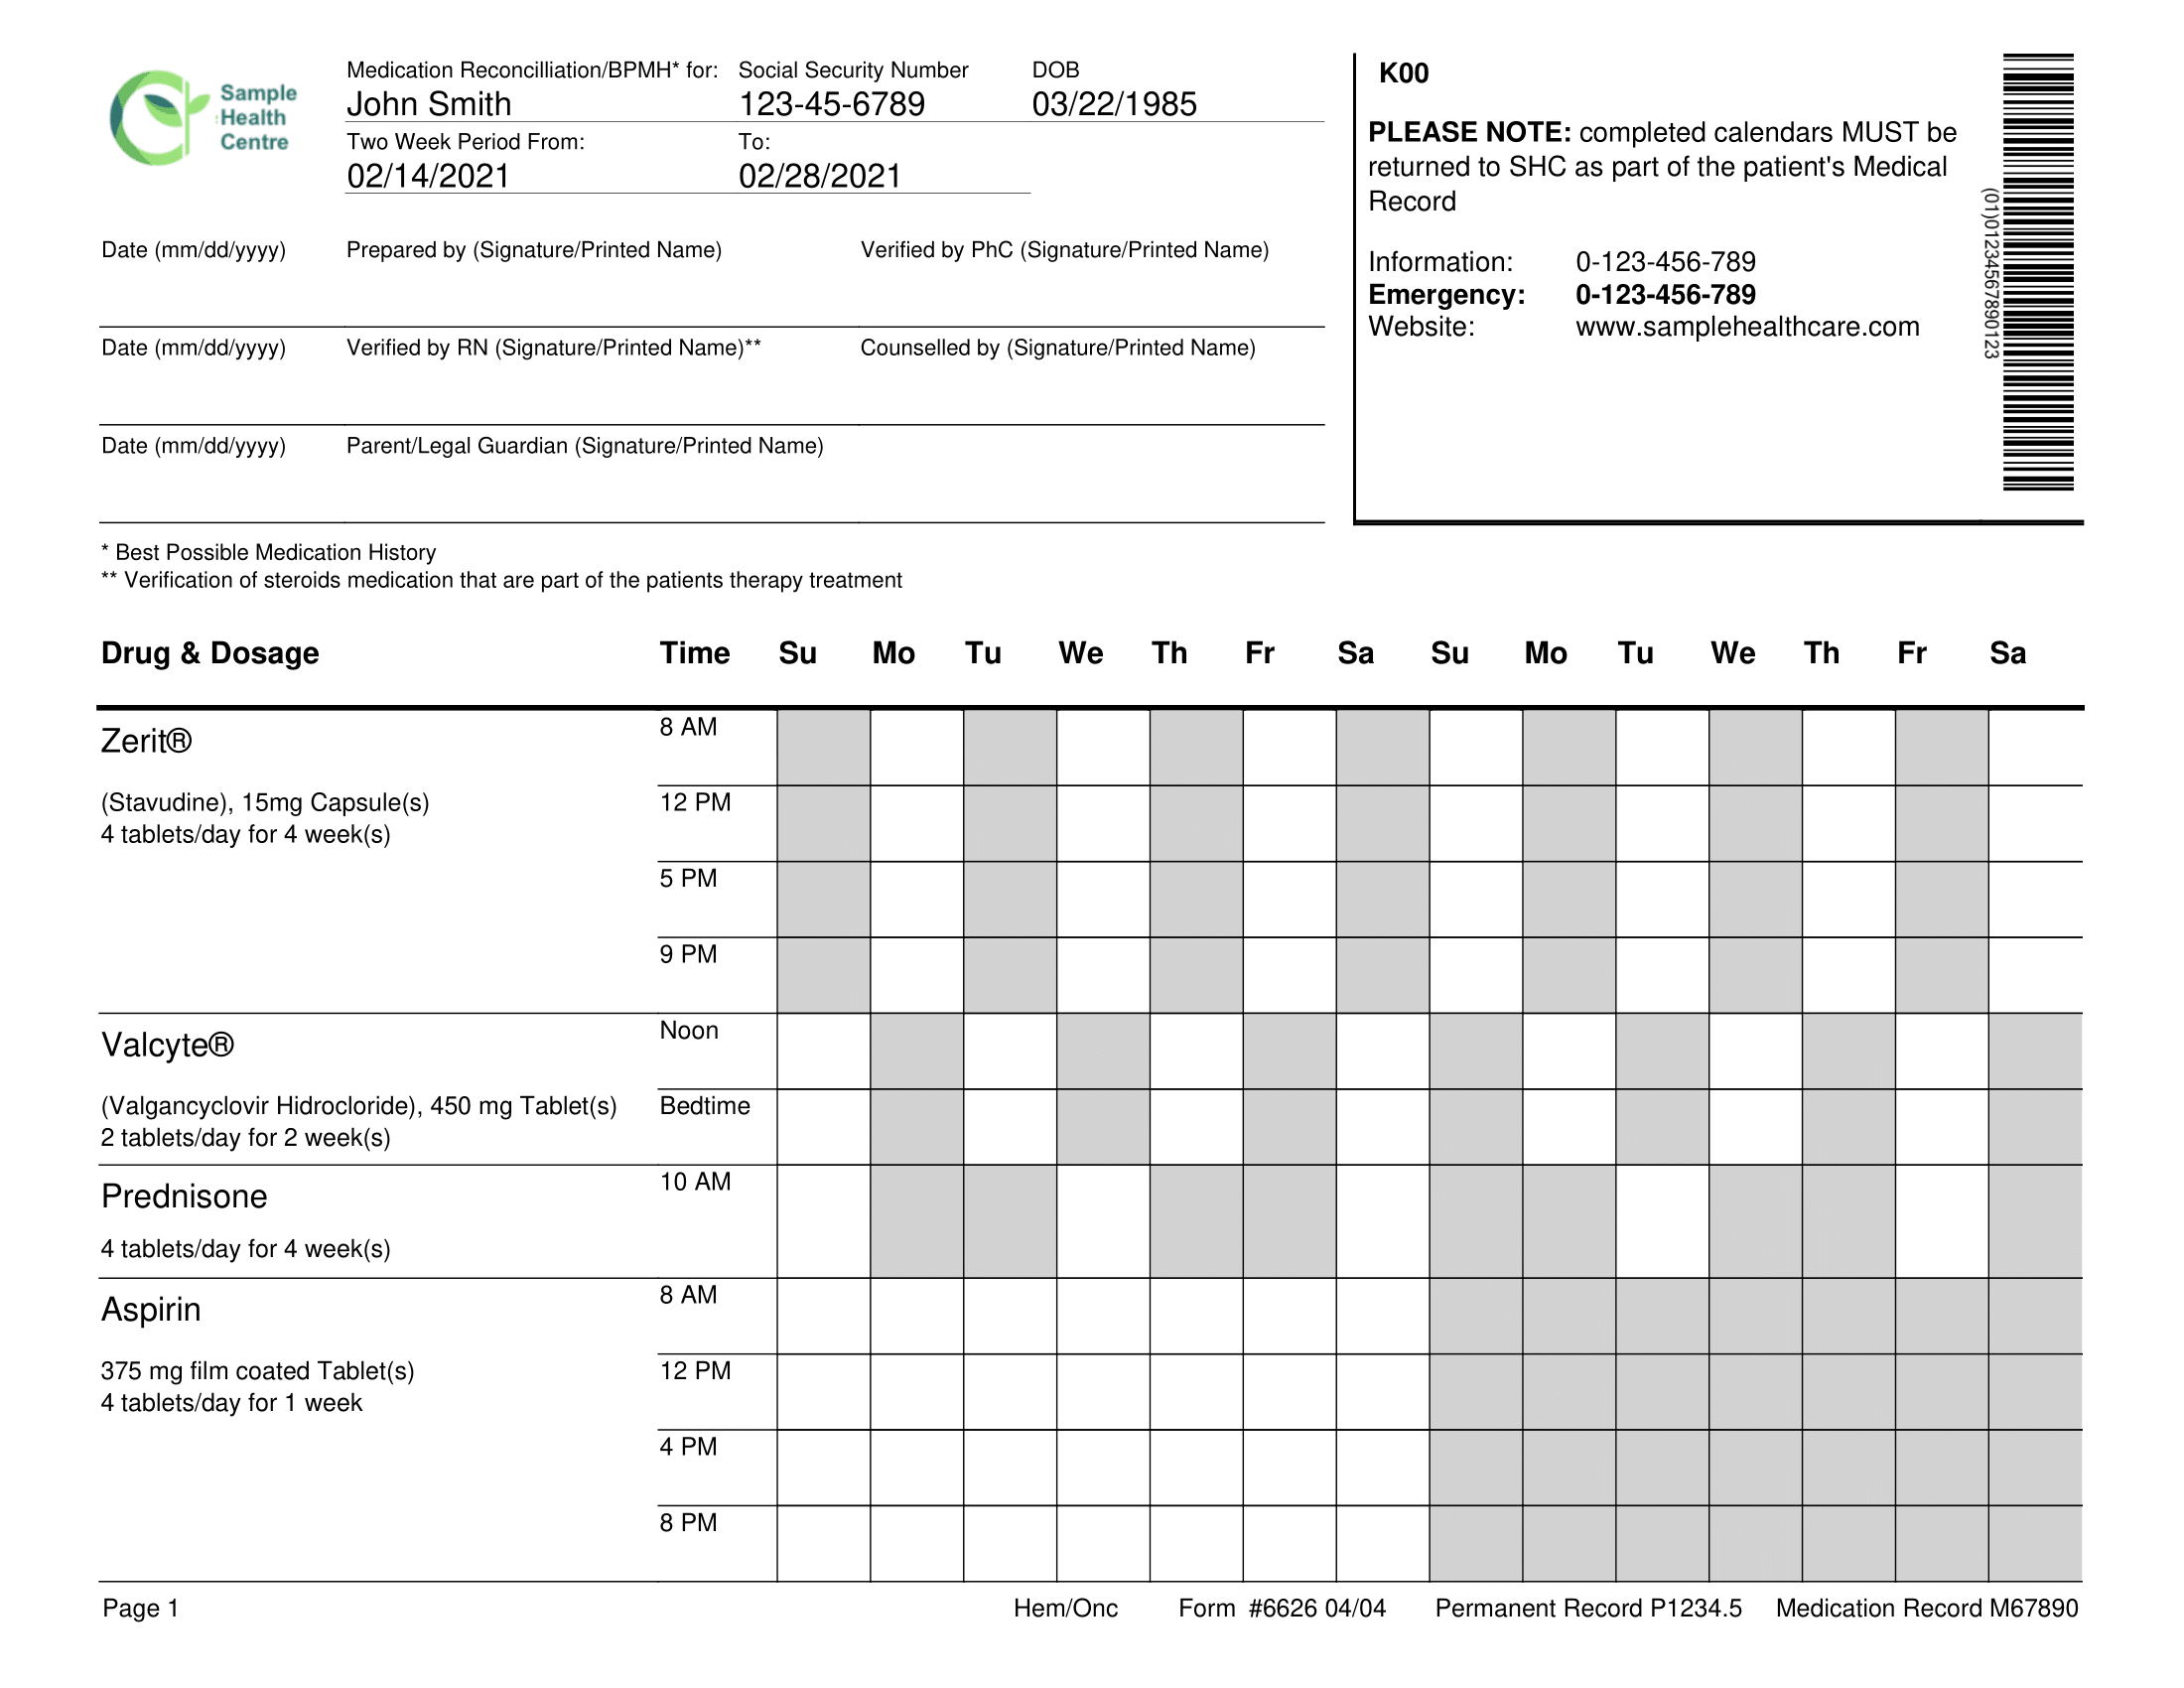 Sample
Health
Centre
Medication Reconcilliation/BPMH* for: Social Security Number DOB
John Smith 123-45-6789 03/22/1985
Two Week Period From: To:
02/14/2021 02/28/2021
Date (mm/dd/yyyy) Prepared by (Signature/Printed Name) Verified by PhC (Signature/Printed Name)
Date (mm/dd/yyyy) Verified by RN (Signature/Printed Name)** Counselled by (Signature/Printed Name)
Date (mm/dd/yyyy) Parent/Legal Guardian (Signature/Printed Name)
K00
PLEASE NOTE: completed calendars MUST be
returned to SHC as part of the patient's Medical
Record
Information: 0-123-456-789
Emergency: 0-123-456-789
Website: www.samplehealthcare.com
(01)01234567890123
* Best Possible Medication History
** Verification of steroids medication that are part of the patients therapy treatment
Drug & Dosage Time Su Mo Tu We Th Fr Sa Su Mo Tu We Th Fr Sa
Zerit®
(Stavudine), 15mg Capsule(s)
4 tablets/day for 4 week(s)
8 AM
12 PM
5 PM
9 PM
Valcyte®
(Valgancyclovir Hidrocloride), 450 mg Tablet(s)
2 tablets/day for 2 week(s)
Noon
Bedtime
Prednisone
4 tablets/day for 4 week(s)
10 AM
Aspirin
375 mg film coated Tablet(s)
4 tablets/day for 1 week
8 AM
12 PM
4 PM
8 PM
Page 1 Hem/Onc Form #6626 04/04 Permanent Record P1234.5 Medication Record M67890